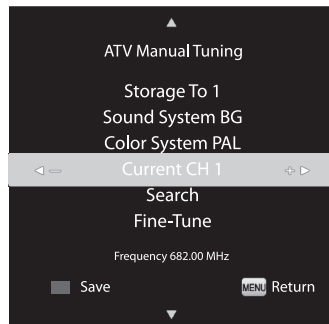 ATV Manual Tuning
Storage To 1
Sound System BG
Color System PAL
Current CH 1
Search
Fine-Tune
Frequency 682.00 MHz
Save MENU Return